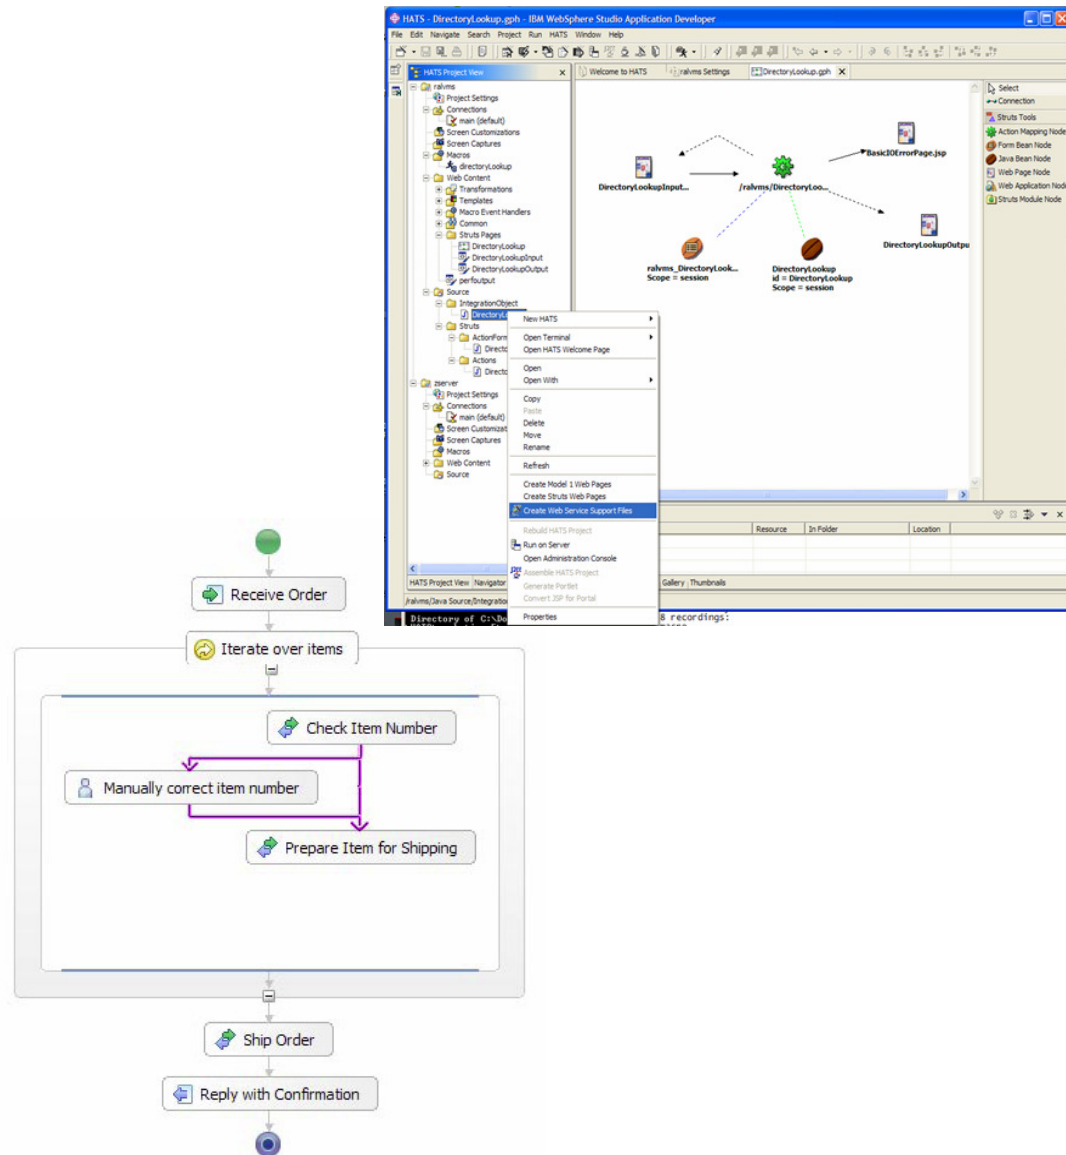 HATS - DirectoryLookup.gph - IBM WebSphere Studio Application Developer
File Edit Navigate Search Project Run HATS Window Help
HATS Project View
Welcome to HATS
ralvms Settings
DirectoryLookup.gph
ralvms
Project Settings
Connections
main (default)
Screen Customizations
Screen Captures
Macros
directoryLookup
Web Content
Transformations
Templates
Macro Event Handlers
Common
Struts Pages
DirectoryLookup
DirectoryLookupInput
DirectoryLookupOutput
perfoutput
Source
IntegrationObject
Struts
Actions
zserver
Project Settings
Connections
main (default)
Screen Captures
Macros
Web Content
Source
DirectoryLookupInput...
/ralvms/DirectoryLoo...
BasicIOErrorPage.jsp
DirectoryLookupOutpu
ralvms_DirectoryLook...
Scope = session
DirectoryLookup
id = DirectoryLookup
Scope = session
Select
Connection
Struts Tools
Action Mapping Node
Form Bean Node
Java Bean Node
Web Page Node
Web Application Node
Struts Module Node
New HATS
Open Terminal
Open HATS Welcome Page
Open
Open With
Copy
Paste
Delete
Move
Rename
Refresh
Create Model 1 Web Pages
Create Struts Web Pages
Create Web Service Support Files
Rebuild HATS Project
Run on Server
Open Administration Console
Assemble HATS Project
Generate Portlet
Convert JSP for Portal
Properties
Resource In Folder Location
HATS Project View Navigator
Gallery Thumbnails
/ralvms/Java Source/Integration
Directory of C:\Do
8 recordings:
Receive Order
Iterate over items
Check Item Number
Manually correct item number
Prepare Item for Shipping
Ship Order
Reply with Confirmation